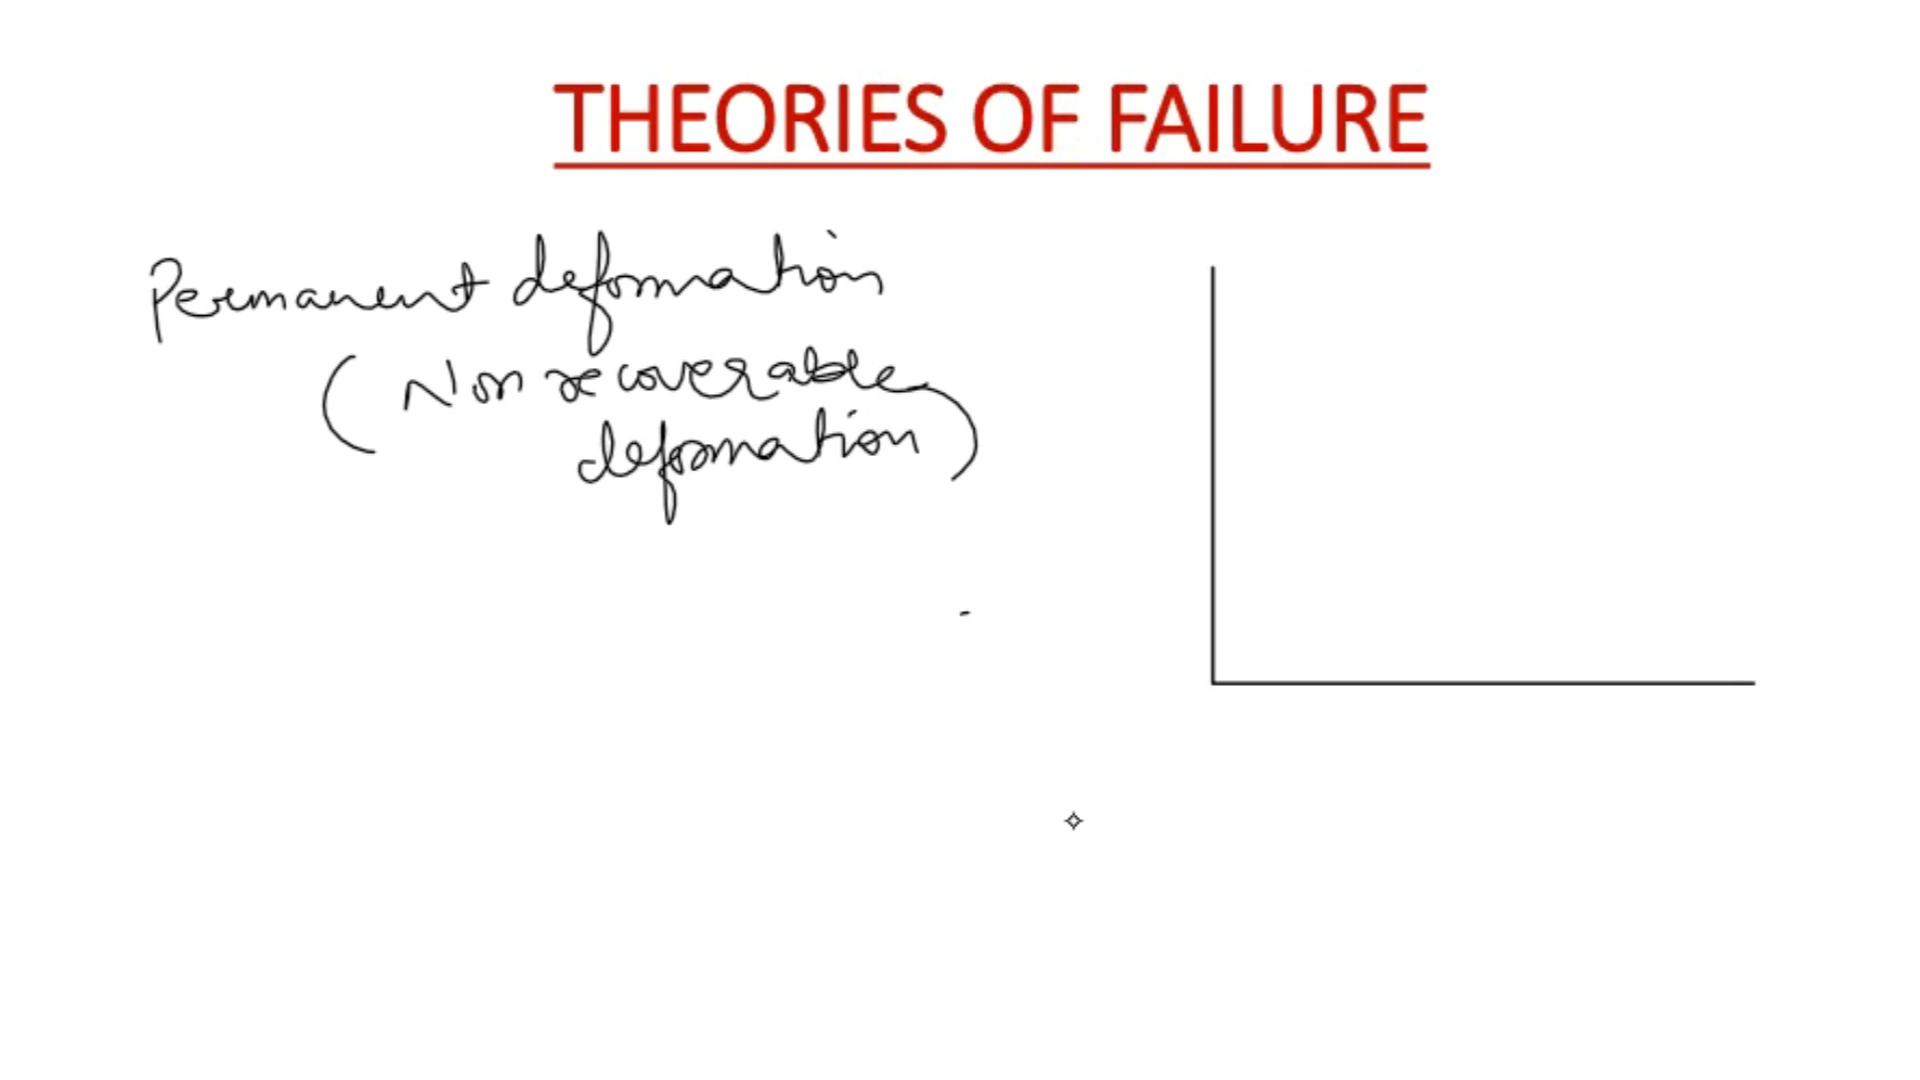 THEORIES OF FAILURE
Permanent deformation
(Non recoverable
deformation)